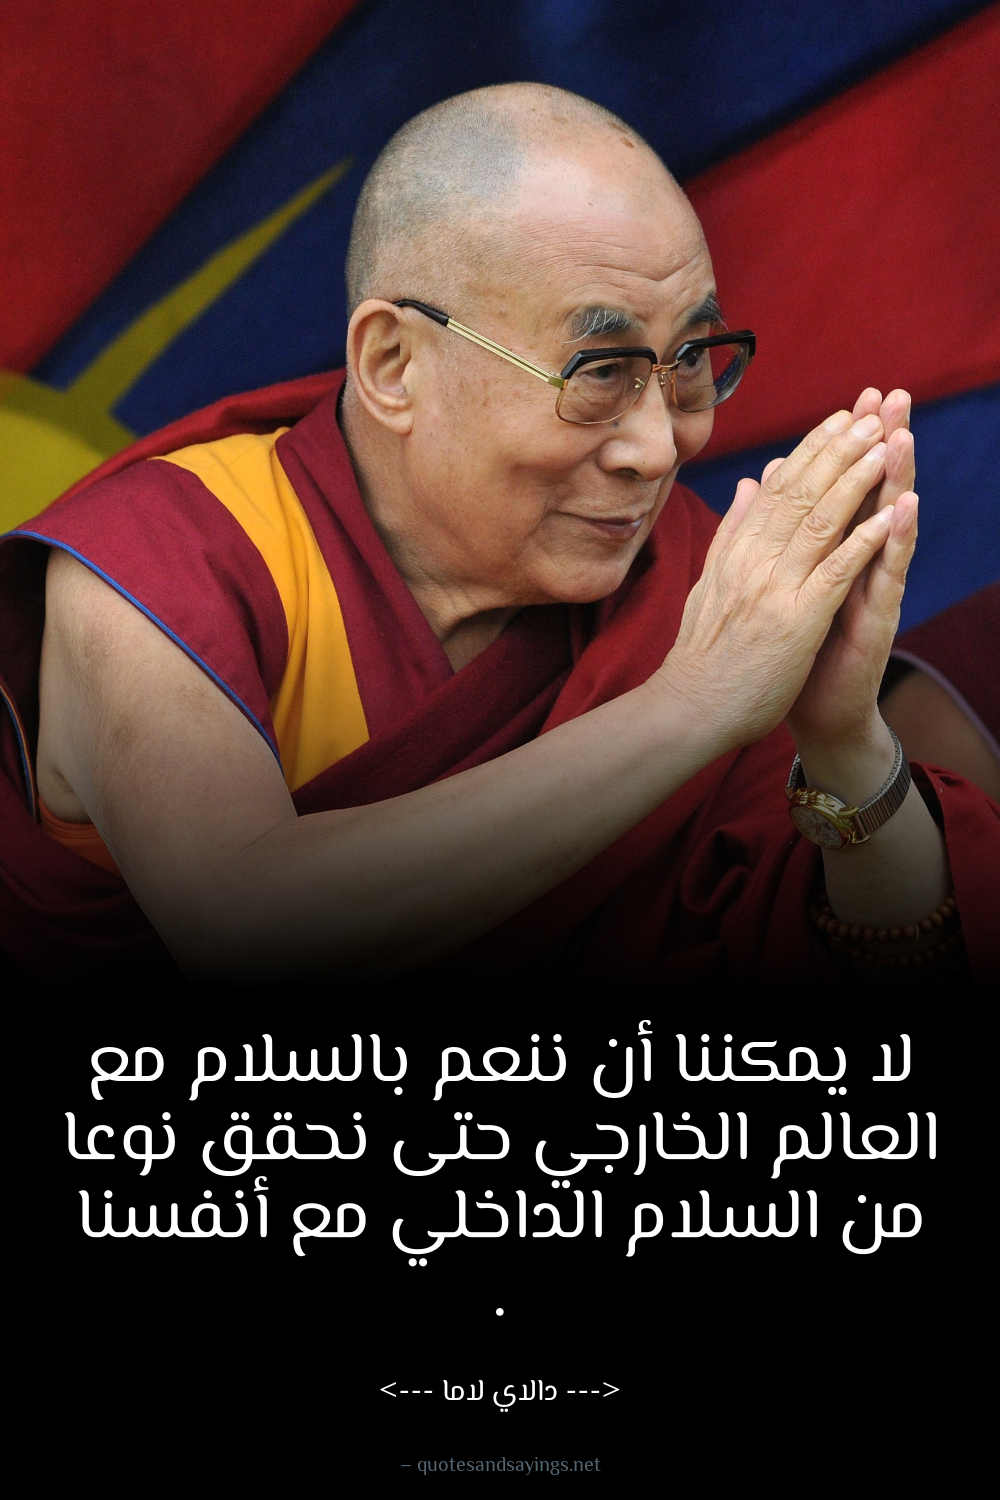 لا يمكننا أن ننعم بالسلام مع
العالم الخارجي حتى نحقق نوعا
من السلام الداخلي مع أنفسنا
.
<--- دالاي لاما --->
– quotesandsayings.net